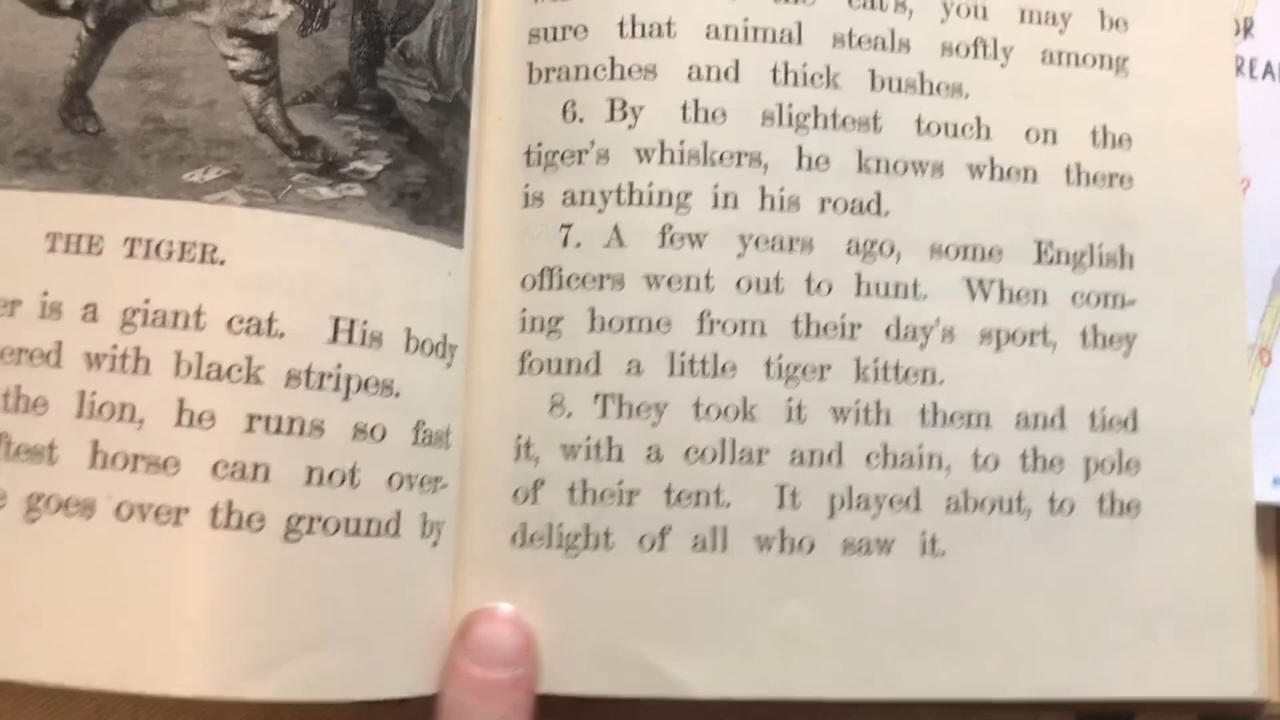 THE TIGER.
er is a giant cat. His body
ered with black stripes.
the lion, he runs so fast
ftest horse can not over-
e goes over the ground by
the cats, you may be
sure that animal steals softly among
branches and thick bushes.
6. By the slightest touch on the
tiger's whiskers, he knows when there
is anything in his road.
7. A few years ago, some English
officers went out to hunt. When com-
ing home from their day's sport, they
found a little tiger kitten.
8. They took it with them and tied
it, with a collar and chain, to the pole
of their tent. It played about, to the
delight of all who saw it.
OR
REA
?